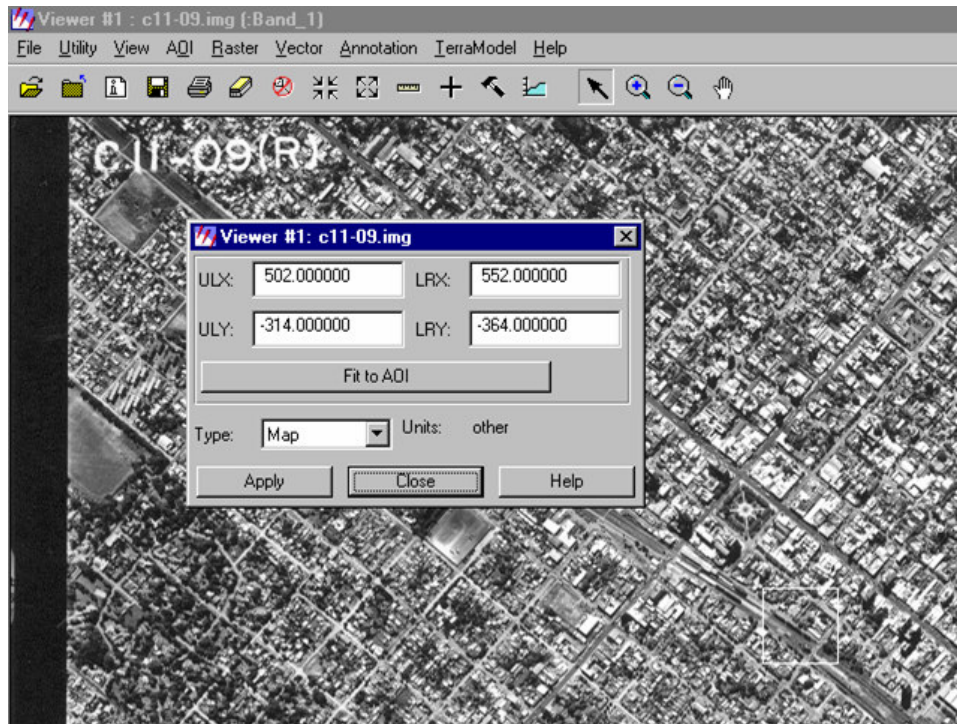 Viewer #1 : c11-09.img (:Band_1)
File Utility View AOI Raster Vector Annotation TerraModel Help
C11-09(R)
Viewer #1: c11-09.img
ULX: 502.000000 LRX: 552.000000
ULY: -314.000000 LRY: -364.000000
Fit to AOI
Type: Map Units: other
Apply Close Help